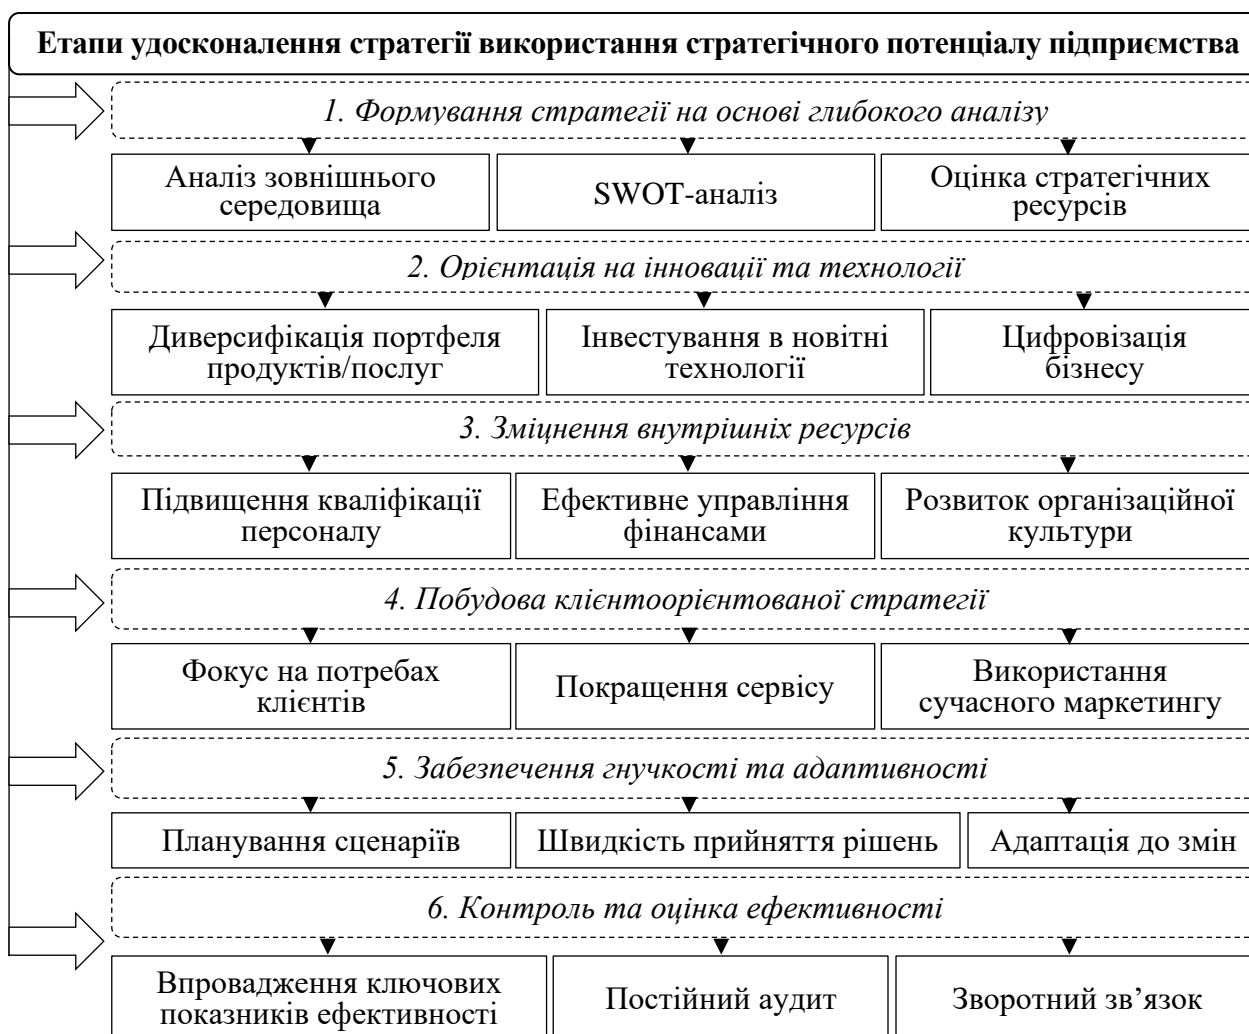 Етапи удосконалення стратегії використання стратегічного потенціалу підприємства
1. Формування стратегії на основі глибокого аналізу
Аналіз зовнішнього
середовища
SWOT-аналіз
Оцінка стратегічних
ресурсів
2. Орієнтація на інновації та технології
Диверсифікація портфеля
продуктів/послуг
Інвестування в новітні
технології
Цифровізація
бізнесу
3. Зміцнення внутрішніх ресурсів
Підвищення кваліфікації
персоналу
Ефективне управління
фінансами
Розвиток організаційної
культури
4. Побудова клієнтоорієнтованої стратегії
Фокус на потребах
клієнтів
Покращення сервісу
Використання
сучасного маркетингу
5. Забезпечення гнучкості та адаптивності
Планування сценаріїв
Швидкість прийняття рішень
Адаптація до змін
6. Контроль та оцінка ефективності
Впровадження ключових
показників ефективності
Постійний аудит
Зворотний зв’язок